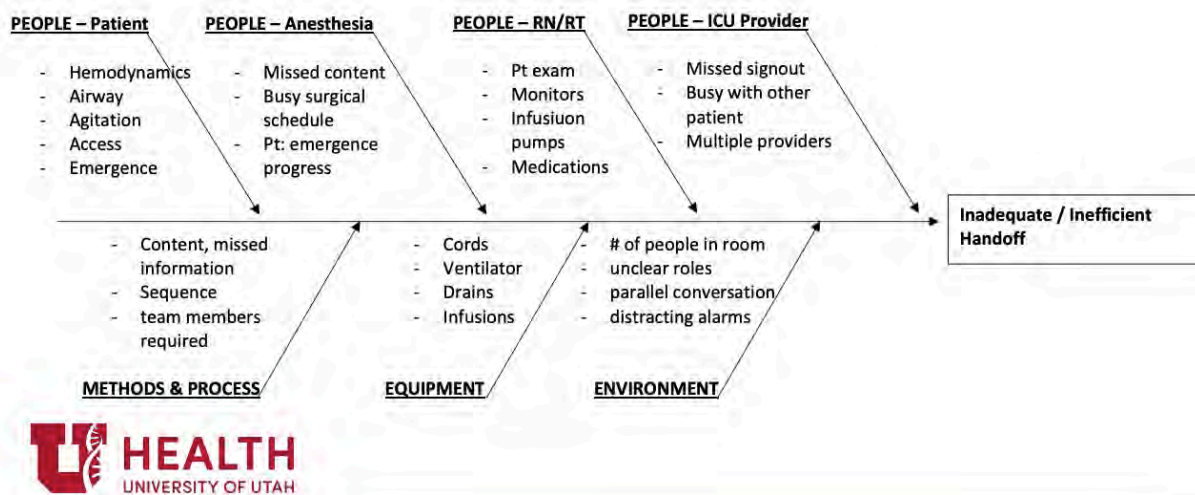 PEOPLE – Patient
- Hemodynamics
- Airway
- Agitation
- Access
- Emergence
PEOPLE – Anesthesia
- Missed content
- Busy surgical
schedule
- Pt: emergence
progress
PEOPLE – RN/RT
- Pt exam
- Monitors
- Infusiuon
pumps
- Medications
PEOPLE – ICU Provider
- Missed signout
- Busy with other
patient
- Multiple providers
Inadequate / Inefficient
Handoff
- Content, missed
information
- Sequence
- team members
required
METHODS & PROCESS
- Cords
- Ventilator
- Drains
- Infusions
EQUIPMENT
- # of people in room
- unclear roles
- parallel conversation
- distracting alarms
ENVIRONMENT
U HEALTH
UNIVERSITY OF UTAH